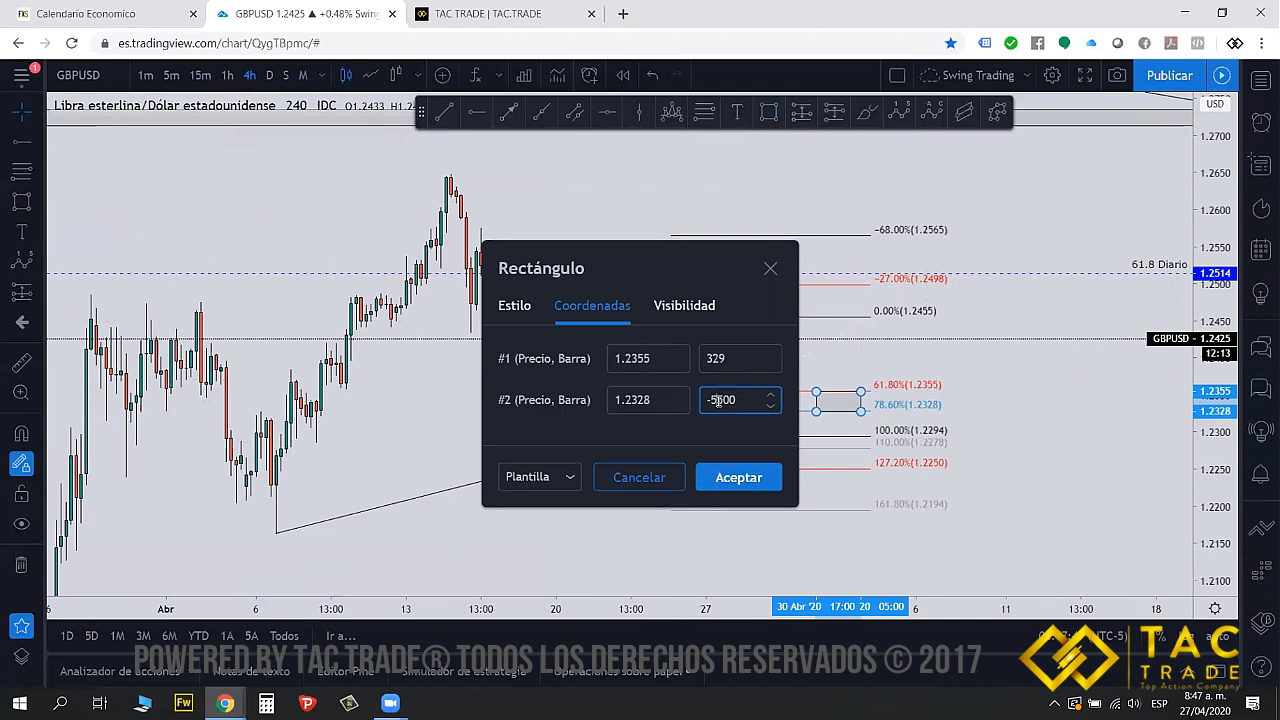 Calendario Economico
GBPUSD 1.2425 ▲ +0.48% Swing
TAC TRADE | TAC.TRADE
es.tradingview.com/chart/QygTBpmc/#
1
GBPUSD
1m 5m 15m 1h 4h D S M
Swing Trading
Publicar
Libra esterlina/Dólar estadounidense 240 IDC O1.2433 H1.2
USD
1.2700
1.2650
-68.00%(1.2565)
1.2600
1.2550
61.8 Diario
1.2514
-27.00%(1.2498)
1.2500
0.00%(1.2455)
1.2450
GBPUSD - 1.2425
12:13
61.80%(1.2355)
1.2355
78.60%(1.2328)
1.2328
100.00%(1.2294)
1.2300
110.00%(1.2278)
127.20%(1.2250)
1.2250
161.80%(1.2194)
1.2200
1.2150
1.2100
Rectángulo
Estilo
Coordenadas
Visibilidad
#1 (Precio, Barra) 1.2355 329
#2 (Precio, Barra) 1.2328
Plantilla
Cancelar
Aceptar
Abr 6 13:00 13 13:00 20 13:00 27 30 Abr '20 17:00 20 05:00 6 11 13:00 18
1D 5D 1M 3M 6M YTD 1A 5A Todos Ir a...
auto
Analizador de acciones
POWERED BY TAC TRADE® TODOS LOS DERECHOS RESERVADOS © 2017
TAC
TRADE
Top Action Company
Fw
ESP
8:47 a. m.
27/04/2020